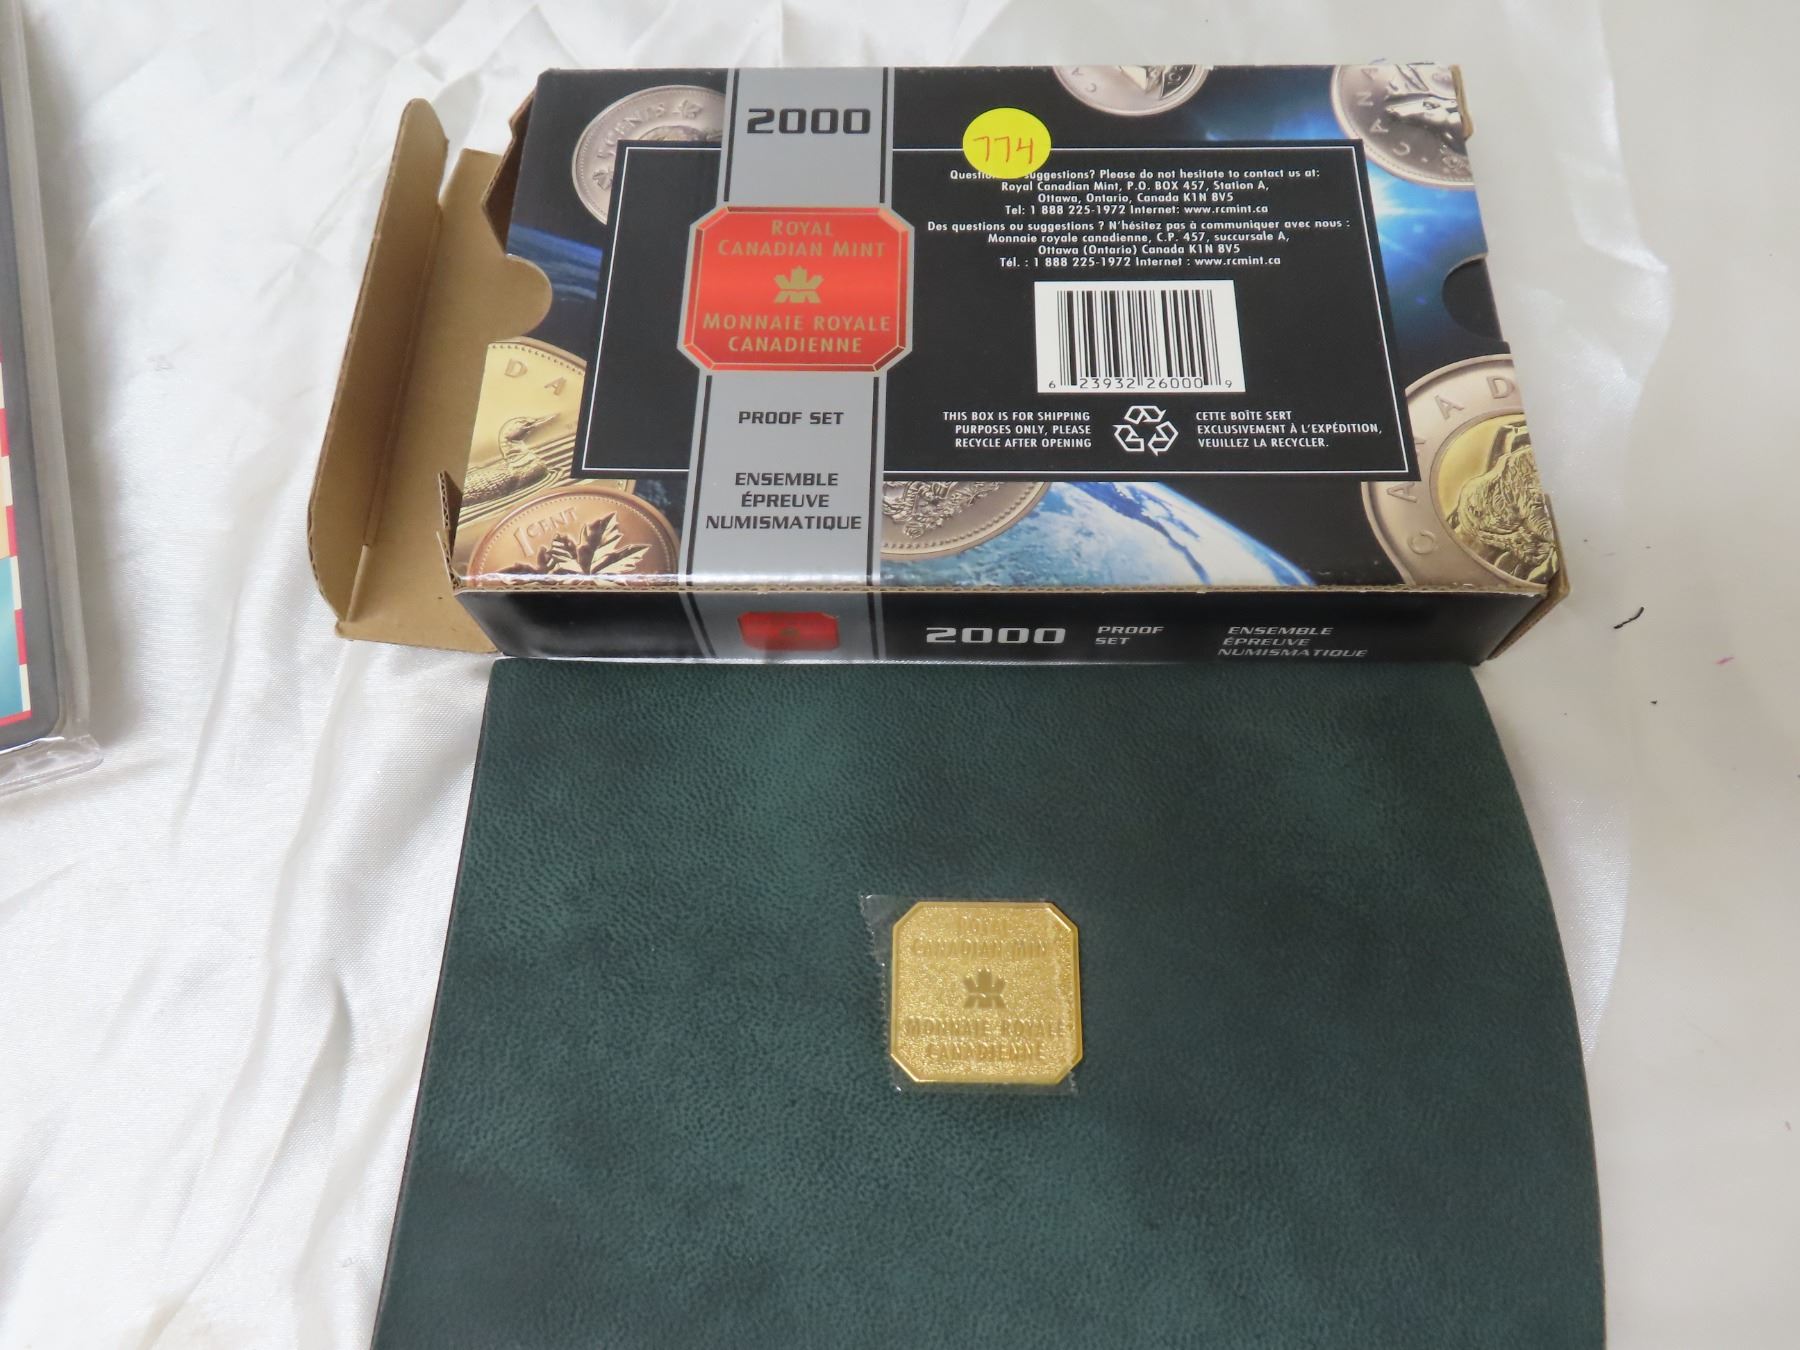 2000
774
Questio suggestions? Please do not hesitate to contact us at:
Royal Canadian Mint, P.O. BOX 457, Station A,
Ottawa, Ontario, Canada K1N 8V5
Tel: 1 888 225-1972 Internet: www.rcmint.ca
Des questions ou suggestions ? N'hésitez pas à communiquer avec nous :
Monnaie royale canadienne, C.P. 457, succursale A,
Ottawa (Ontario) Canada K1N 8V5
Tél. : 1 888 225-1972 Internet : www.rcmint.ca
ROYAL
CANADIAN MINT
MONNAIE ROYALE
CANADIENNE
6 23932 26000 9
PROOF SET
ENSEMBLE
ÉPREUVE
NUMISMATIQUE
THIS BOX IS FOR SHIPPING
PURPOSES ONLY, PLEASE
RECYCLE AFTER OPENING
CETTE BOÎTE SERT
EXCLUSIVEMENT À L'EXPÉDITION,
VEUILLEZ LA RECYCLER.
CENTS
DA
1 CENT
CANAD
2000
PROOF
SET
ENSEMBLE
ÉPREUVE
NUMISMATIQUE
ROYAL
CANADIAN MINT
MONNAIE ROYALE
CANADIENNE